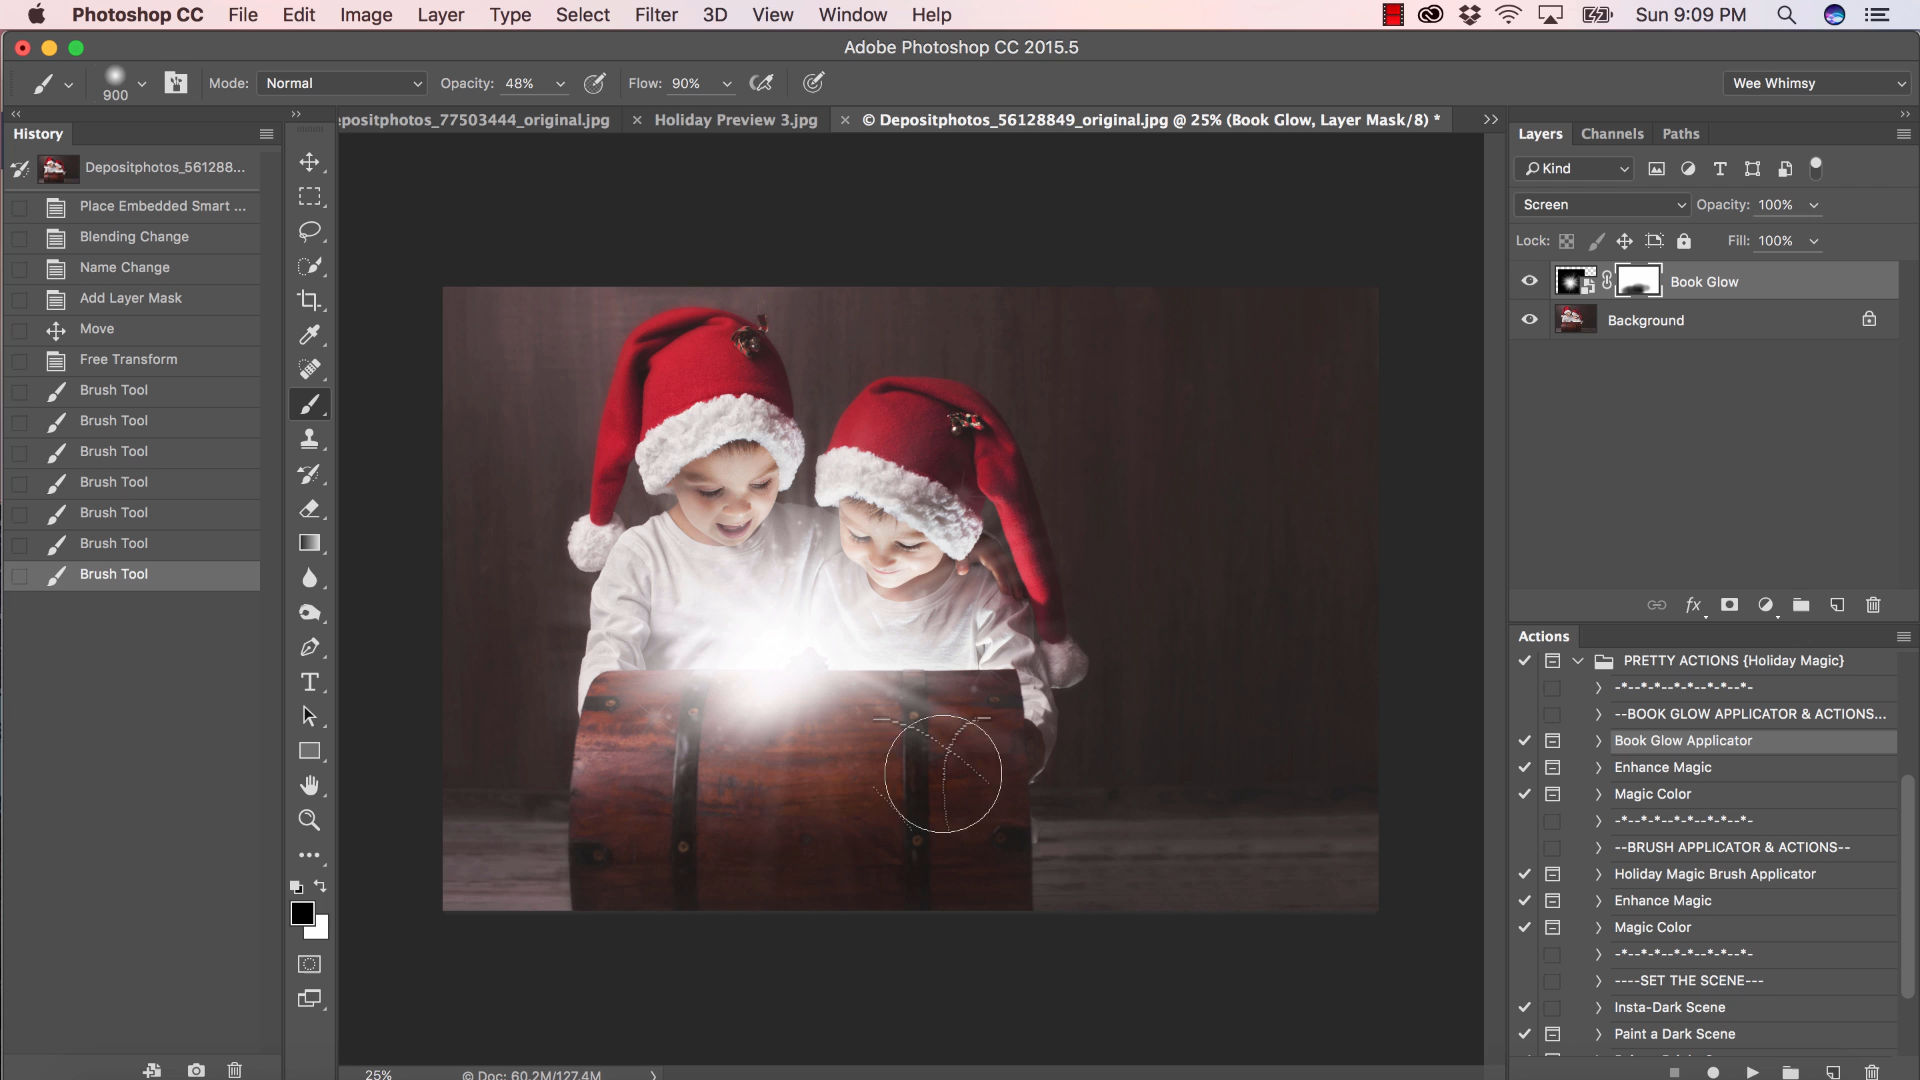 Photoshop CC File Edit Image Layer Type Select Filter 3D View Window Help Sun 9:09 PM
Adobe Photoshop CC 2015.5
900 Mode: Normal Opacity: 48% Flow: 90% Wee Whimsy
epositphotos_77503444_original.jpg × Holiday Preview 3.jpg × © Depositphotos_56128849_original.jpg @ 25% (Book Glow, Layer Mask/8) *
History
Depositphotos_561288...
Place Embedded Smart ...
Blending Change
Name Change
Add Layer Mask
Move
Free Transform
Brush Tool
Brush Tool
Brush Tool
Brush Tool
Brush Tool
Brush Tool
Brush Tool
Layers Channels Paths
Kind
Screen Opacity: 100%
Lock: Fill: 100%
Book Glow
Background
Actions
PRETTY ACTIONS {Holiday Magic}
-*--*-*--*-*--*-*--*-
--BOOK GLOW APPLICATOR & ACTIONS...
Book Glow Applicator
Enhance Magic
Magic Color
-*--*-*--*-*--*-*--*-
--BRUSH APPLICATOR & ACTIONS--
Holiday Magic Brush Applicator
Enhance Magic
Magic Color
-*--*-*--*-*--*-*--*-
----SET THE SCENE---
Insta-Dark Scene
Paint a Dark Scene
25% © Doc: 60.2M/127.4M